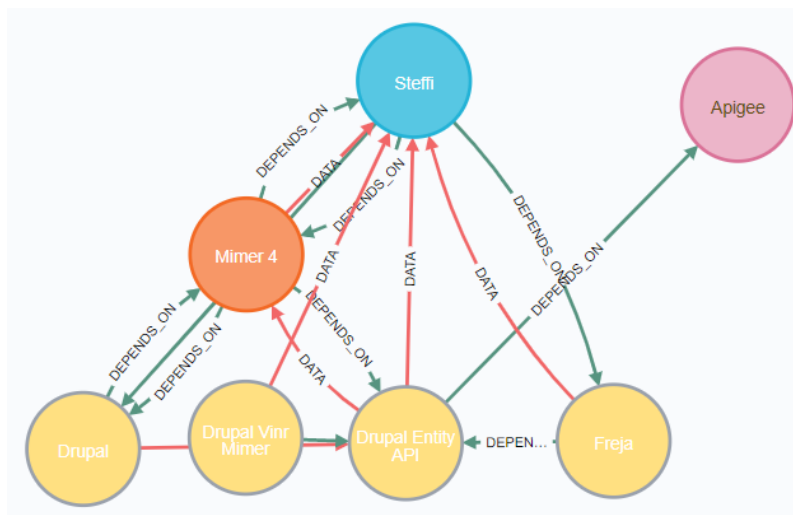 Steffi
Apigee
DEPENDS_ON
DATA
DEPENDS_ON
Mimer 4
DATA
DATA
DEPENDS_ON
DATA
DEPENDS_ON
DEPENDS_ON
DEPENDS_ON
DEPENDS_ON
DATA
Drupal
Drupal Vinr
Mimer
Drupal Entity
API
DEPEN...
Freja